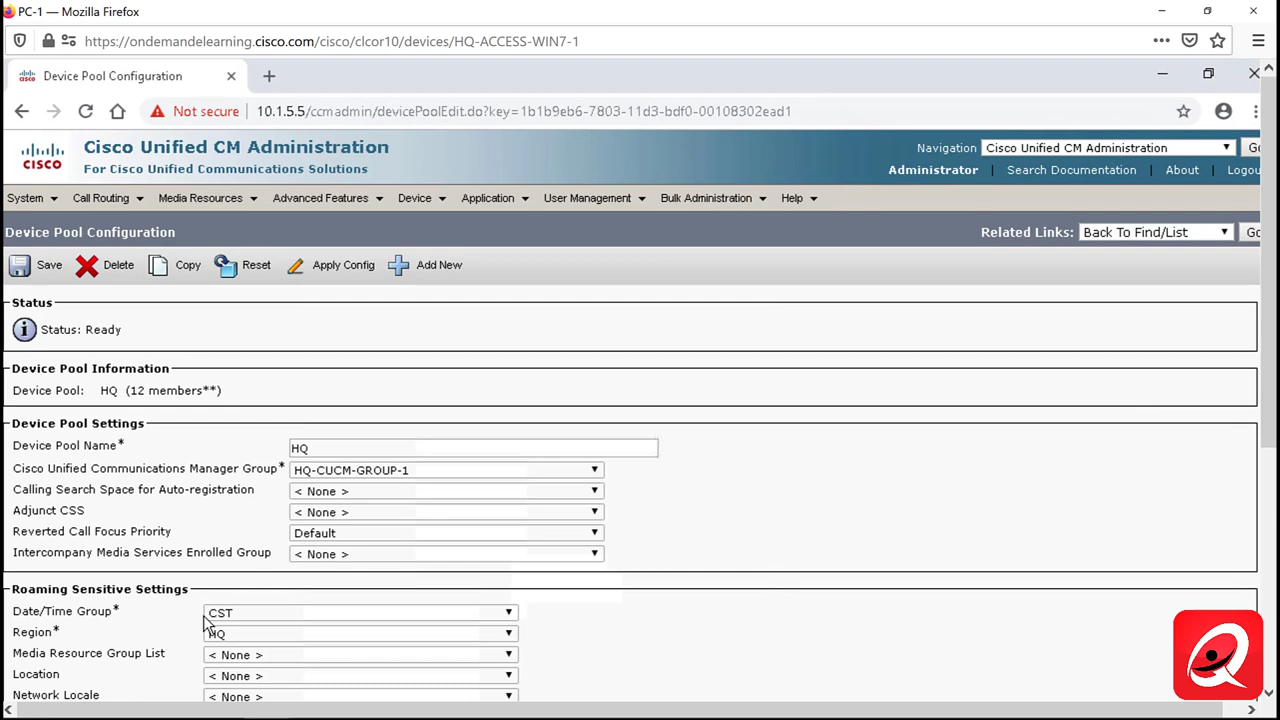 PC-1 - Mozilla Firefox
https://ondemandelearning.cisco.com/cisco/clcor10/devices/HQ-ACCESS-WIN7-1
Device Pool Configuration
Not secure 10.1.5.5/ccmadmin/devicePoolEdit.do?key=1b1b9eb6-7803-11d3-bdf0-00108302ead1
CISCO Cisco Unified CM Administration
For Cisco Unified Communications Solutions
Navigation Cisco Unified CM Administration Go
Administrator | Search Documentation | About | Logou
System Call Routing Media Resources Advanced Features Device Application User Management Bulk Administration Help
Device Pool Configuration Related Links: Back To Find/List Go
Save Delete Copy Reset Apply Config Add New
Status
Status: Ready
Device Pool Information
Device Pool: HQ (12 members**)
Device Pool Settings
Device Pool Name* HQ
Cisco Unified Communications Manager Group* HQ-CUCM-GROUP-1
Calling Search Space for Auto-registration < None >
Adjunct CSS < None >
Reverted Call Focus Priority Default
Intercompany Media Services Enrolled Group < None >
Roaming Sensitive Settings
Date/Time Group* CST
Region* HQ
Media Resource Group List < None >
Location < None >
Network Locale < None >